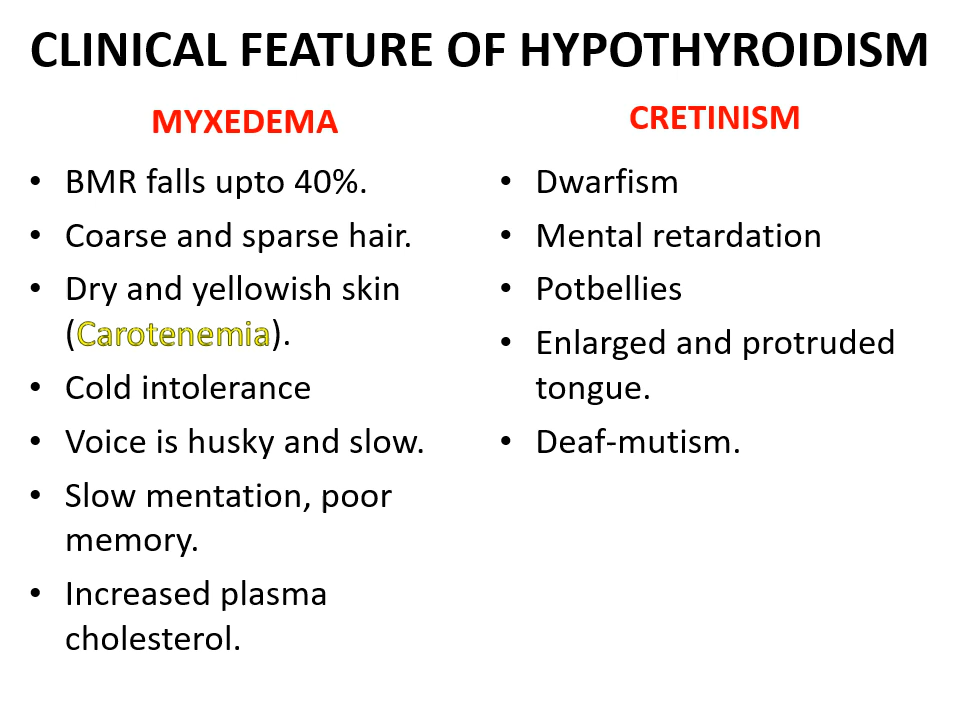 CLINICAL FEATURE OF HYPOTHYROIDISM
MYXEDEMA
• BMR falls upto 40%.
• Coarse and sparse hair.
• Dry and yellowish skin
(Carotenemia).
• Cold intolerance
• Voice is husky and slow.
• Slow mentation, poor
memory.
• Increased plasma
cholesterol.
CRETINISM
• Dwarfism
• Mental retardation
• Potbellies
• Enlarged and protruded
tongue.
• Deaf-mutism.